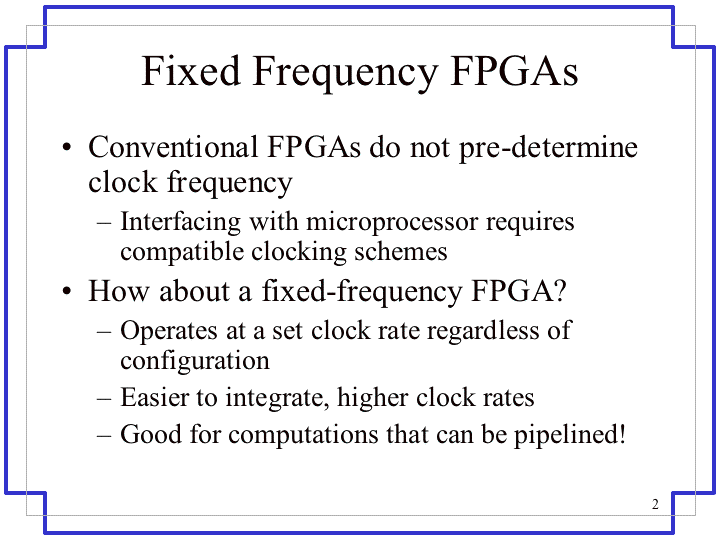 Fixed Frequency FPGAs
• Conventional FPGAs do not pre-determine
clock frequency
– Interfacing with microprocessor requires
compatible clocking schemes
• How about a fixed-frequency FPGA?
– Operates at a set clock rate regardless of
configuration
– Easier to integrate, higher clock rates
– Good for computations that can be pipelined!
2